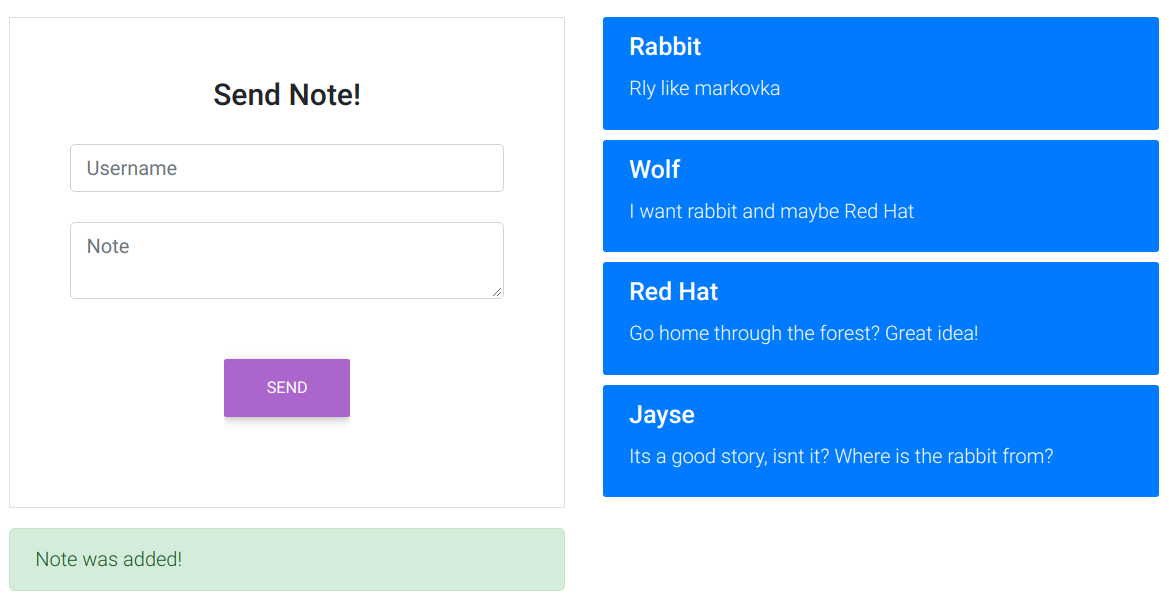 Send Note!
Username
Note
SEND
Note was added!
Rabbit
Rly like markovka
Wolf
I want rabbit and maybe Red Hat
Red Hat
Go home through the forest? Great idea!
Jayse
Its a good story, isnt it? Where is the rabbit from?